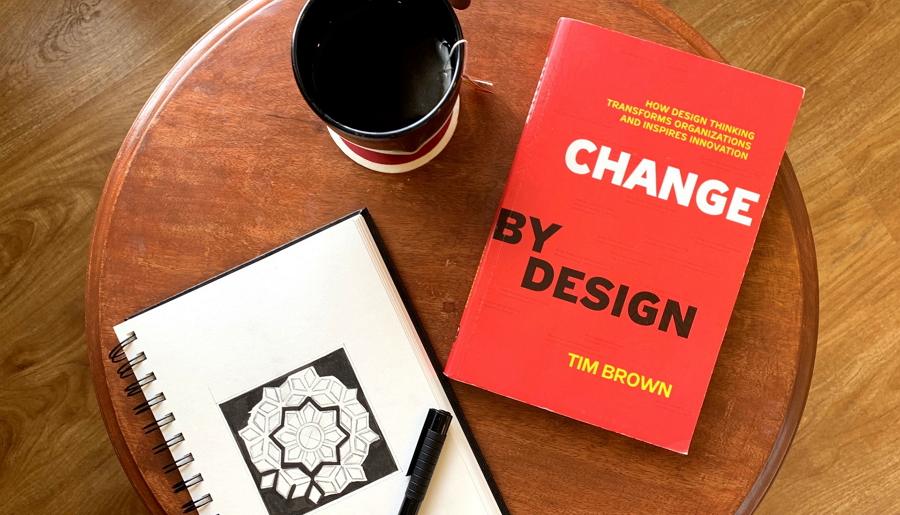 HOW DESIGN THINKING
TRANSFORMS ORGANIZATIONS
AND INSPIRES INNOVATION
CHANGE
BY
DESIGN
TIM BROWN